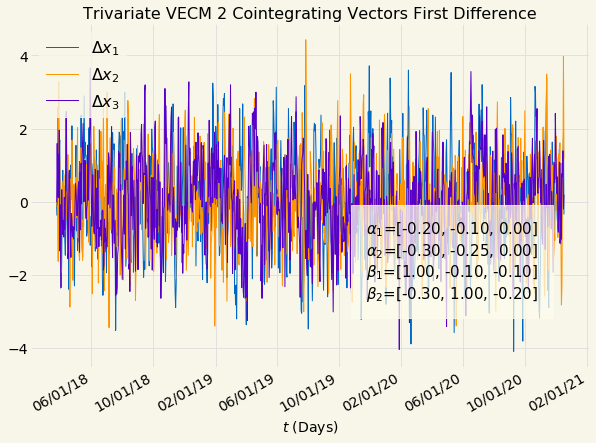 Trivariate VECM 2 Cointegrating Vectors First Difference
Δx₁
Δx₂
Δx₃
4
2
0
−2
−4
α₁=[-0.20, -0.10, 0.00]
α₂=[-0.30, -0.25, 0.00]
β₁=[1.00, -0.10, -0.10]
β₂=[-0.30, 1.00, -0.20]
06/01/18 10/01/18 02/01/19 06/01/19 10/01/19 02/01/20 06/01/20 10/01/20 02/01/21
t (Days)